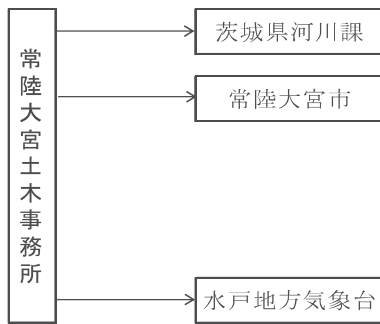 常陸大宮土木事務所
茨城県河川課
常陸大宮市
水戸地方気象台